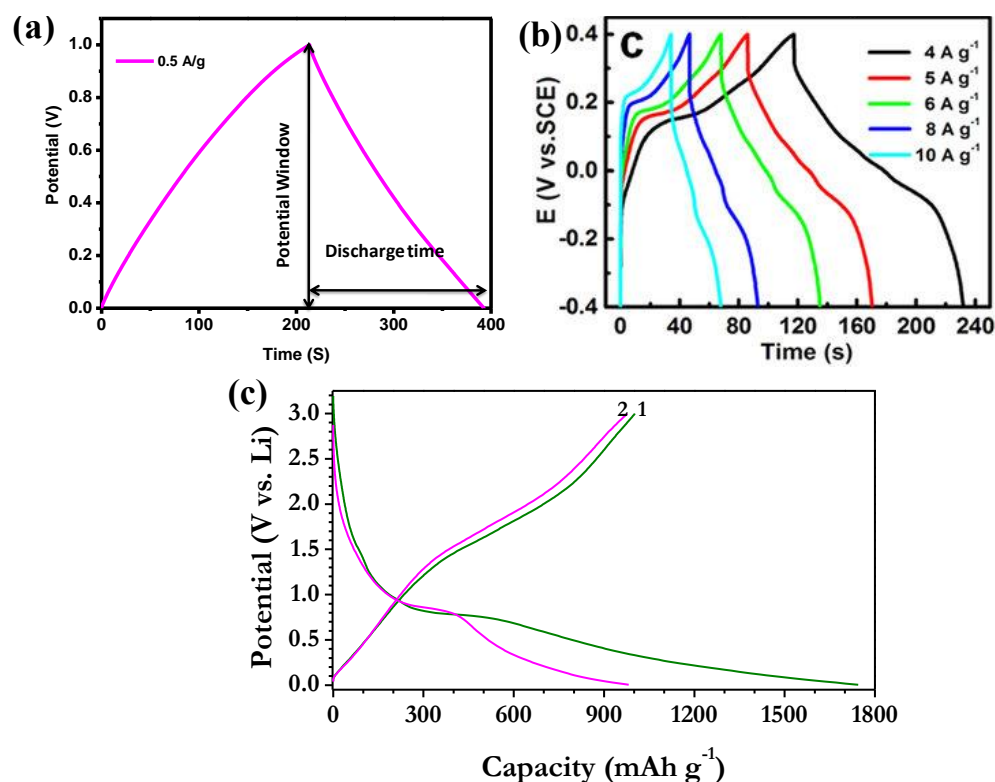 (a)
0.5 A/g
Potential (V)
1.0
0.8
0.6
0.4
0.2
0.0
Potential Window
Discharge time
0
100
200
300
400
Time (S)
(b)
c
4 A g⁻¹
5 A g⁻¹
6 A g⁻¹
8 A g⁻¹
10 A g⁻¹
E (V vs.SCE)
0.4
0.2
0.0
-0.2
-0.4
0
40
80
120
160
200
240
Time (s)
(c)
2 1
Potential (V vs. Li)
3.0
2.5
2.0
1.5
1.0
0.5
0.0
0
300
600
900
1200
1500
1800
Capacity (mAh g⁻¹)